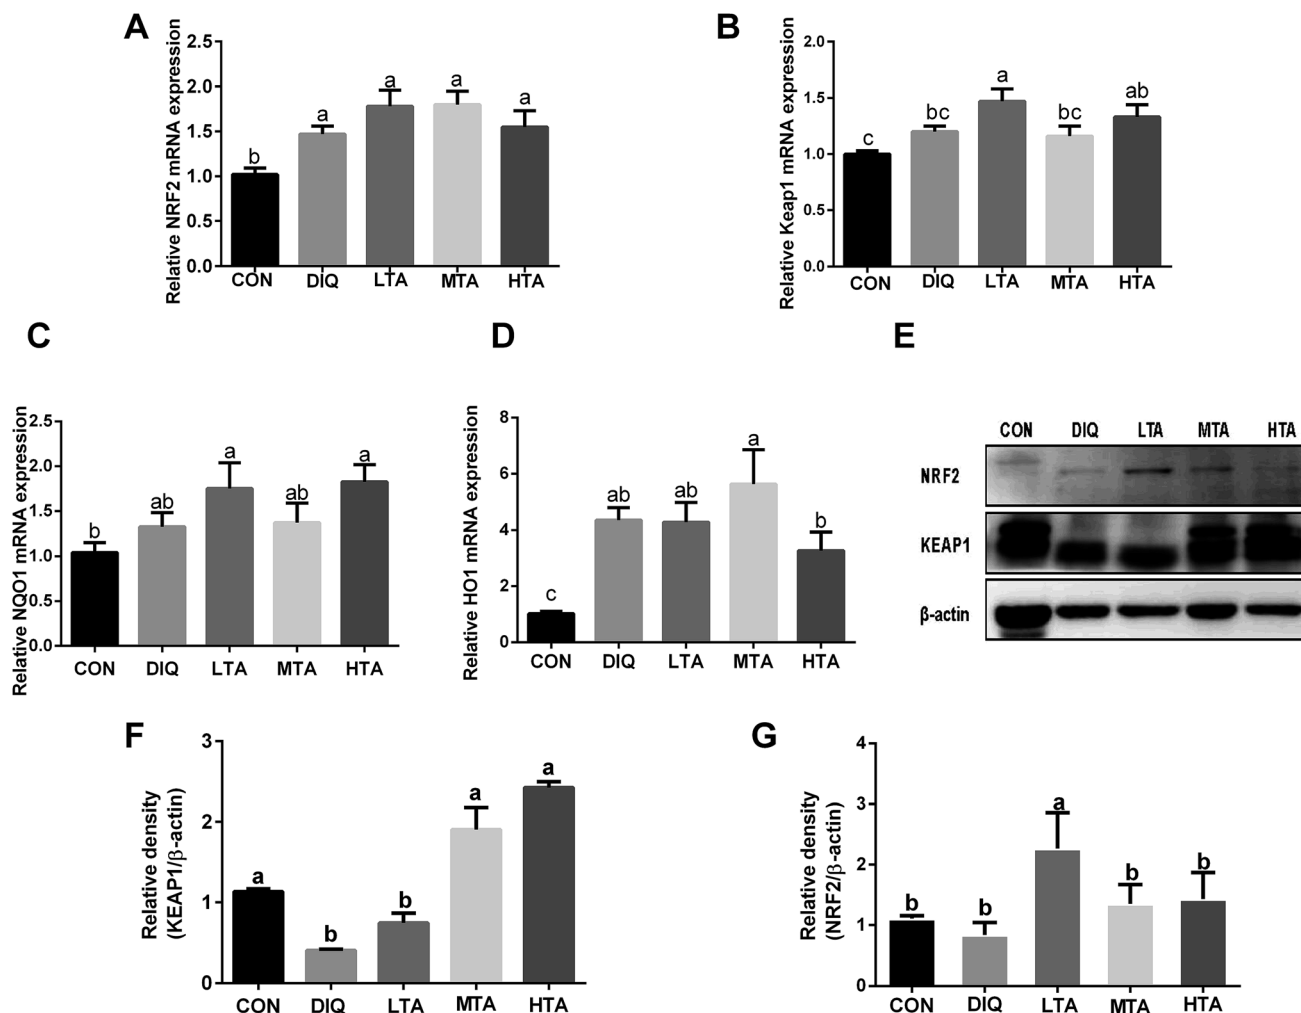 A
Relative NRF2 mRNA expression
2.5
2.0
1.5
1.0
0.5
0.0
b
a
a
a
a
CON DIQ LTA MTA HTA
B
Relative Keap1 mRNA expression
2.0
1.5
1.0
0.5
0.0
c
bc
a
bc
ab
CON DIQ LTA MTA HTA
C
Relative NQO1 mRNA expression
2.5
2.0
1.5
1.0
0.5
0.0
b
ab
a
ab
a
CON DIQ LTA MTA HTA
D
Relative HO1 mRNA expression
8
6
4
2
0
c
ab
ab
a
b
CON DIQ LTA MTA HTA
E
CON DIQ LTA MTA HTA
NRF2
KEAP1
β-actin
F
Relative density
(KEAP1/β-actin)
3
2
1
0
a
b
b
a
a
CON DIQ LTA MTA HTA
G
Relative density
(NRF2/β-actin)
4
3
2
1
0
b
b
a
b
b
CON DIQ LTA MTA HTA